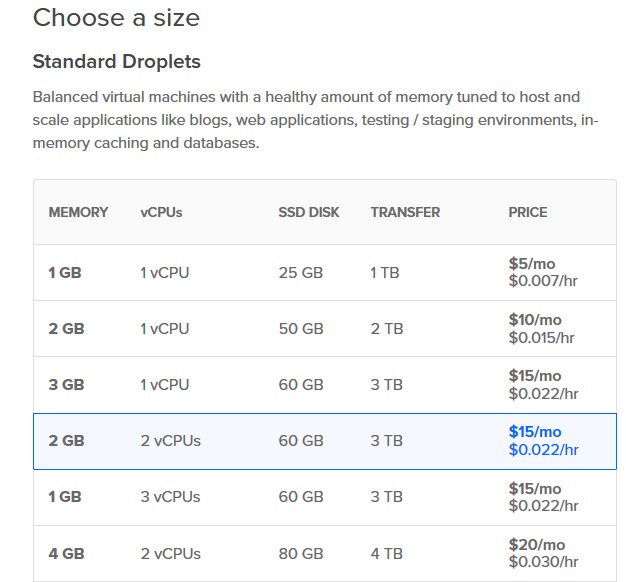 Choose a size
Standard Droplets
Balanced virtual machines with a healthy amount of memory tuned to host and
scale applications like blogs, web applications, testing / staging environments, in-
memory caching and databases.
MEMORY vCPUs SSD DISK TRANSFER PRICE
1 GB 1 vCPU 25 GB 1 TB $5/mo
$0.007/hr
2 GB 1 vCPU 50 GB 2 TB $10/mo
$0.015/hr
3 GB 1 vCPU 60 GB 3 TB $15/mo
$0.022/hr
2 GB 2 vCPUs 60 GB 3 TB $15/mo
$0.022/hr
1 GB 3 vCPUs 60 GB 3 TB $15/mo
$0.022/hr
4 GB 2 vCPUs 80 GB 4 TB $20/mo
$0.030/hr